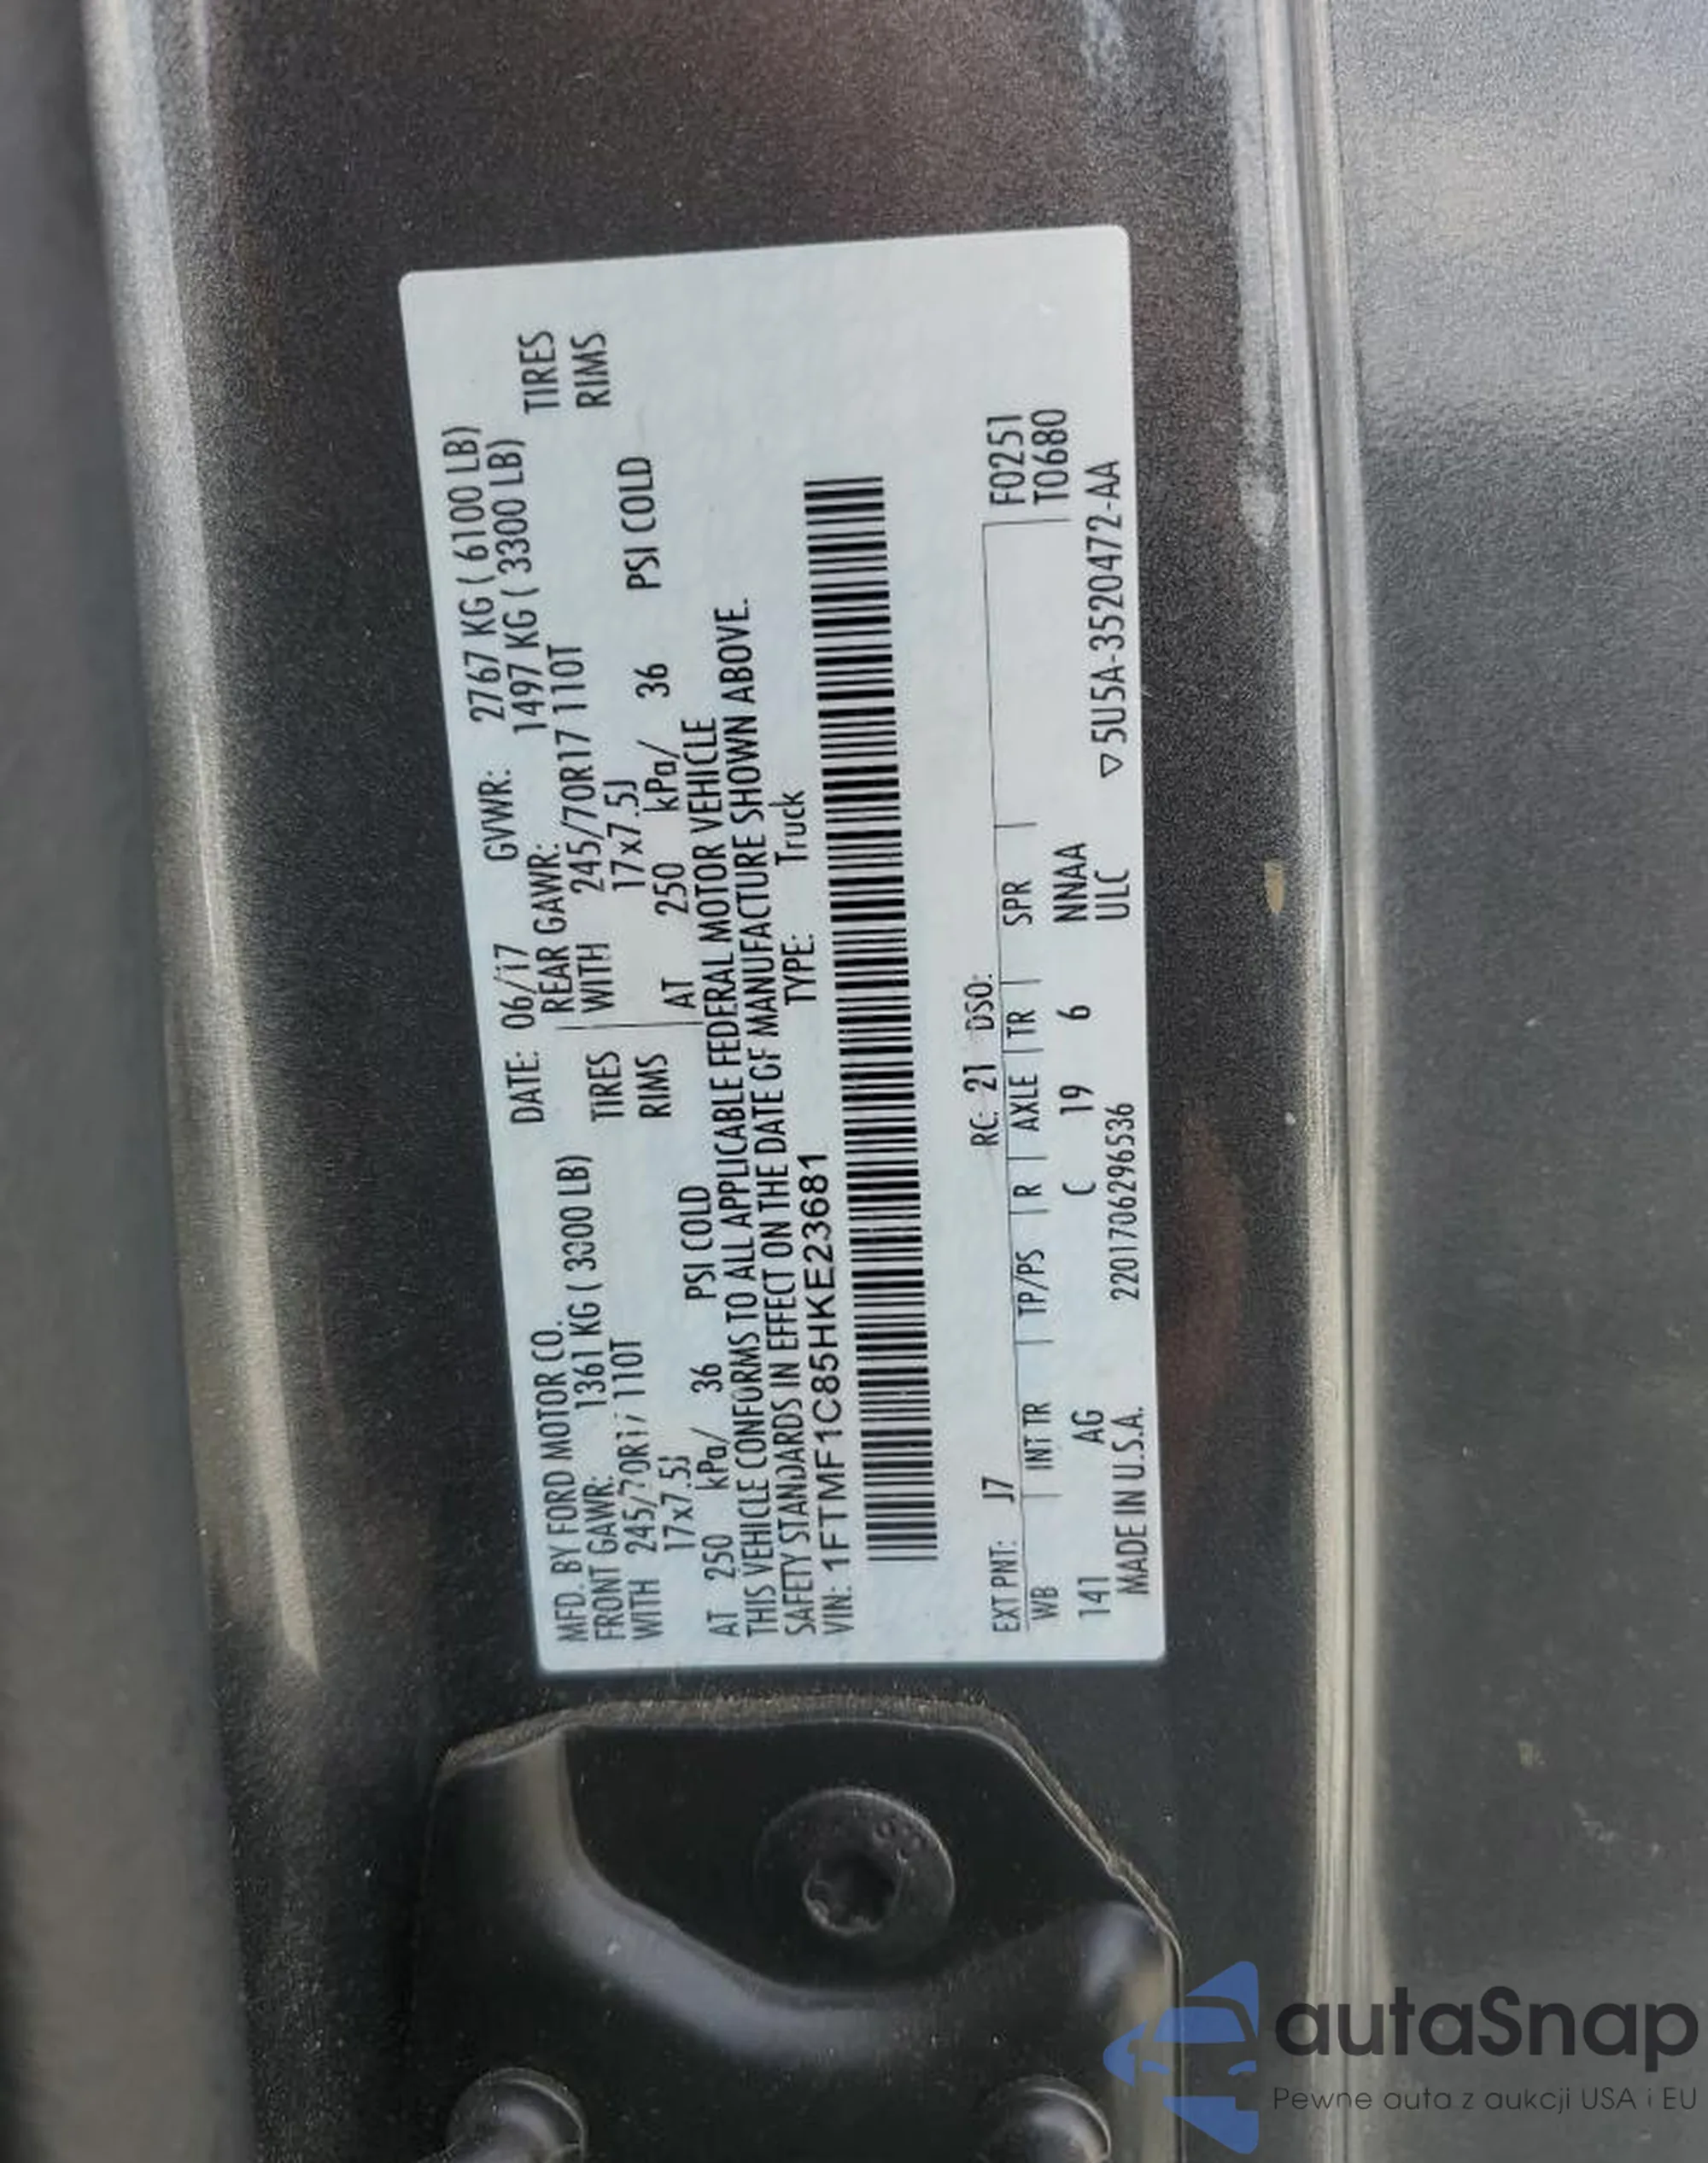 MFD. BY FORD MOTOR CO. DATE: 06/17 GVWR: 2767 KG ( 6100 LB)
FRONT GAWR: 1361 KG ( 3000 LB) REAR GAWR: 1497 KG ( 3300 LB)
WITH 245/70R17 110T TIRES WITH 245/70R17 110T TIRES
17x7.5J RIMS 17x7.5J RIMS
AT 250 kPa/ 36 PSI COLD AT 250 kPa/ 36 PSI COLD
THIS VEHICLE CONFORMS TO ALL APPLICABLE FEDERAL MOTOR VEHICLE
SAFETY STANDARDS IN EFFECT ON THE DATE OF MANUFACTURE SHOWN ABOVE.
VIN: 1FTMF1C85HKE23681 TYPE: Truck
EXT PNT: J7 RC: 21 DSO: F0251
WB INT TR TP/PS R AXLE TR SPR T0680
141 AG C 19 6 NNAA
MADE IN U.S.A. 2201706296536 ULC ▽5U5A-3520472-AA
autaSnap
Pewne auta z aukcji USA i EU